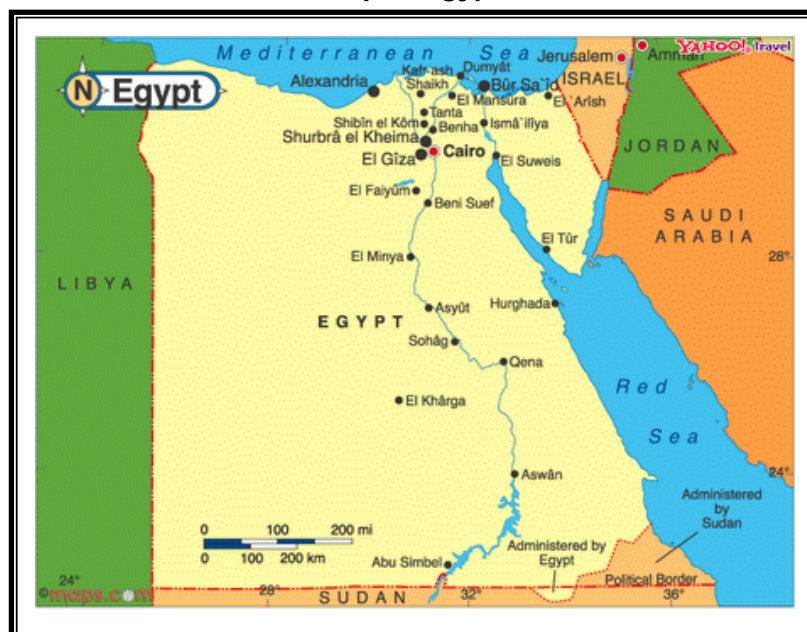 Mediterranean Sea
YAHOO! Travel
Jerusalem
Amman
N Egypt
Alexandria
Kafr ash
Shaikh
Dumyât
Bûr Sa`îd
ISRAEL
El Mansûra
El `Arîsh
Tanta
Shibîn el Kôm
Benha
Ismâ`ilîya
Shurbrâ el Kheima
JORDAN
El Gîza
Cairo
El Suweis
El Faiyûm
Beni Suef
SAUDI
ARABIA
El Tûr
El Minya
28°
LIBYA
Hurghada
Asyût
EGYPT
Sohâg
Qena
Red
Sea
El Khârga
Aswân
24°
Administered
by
Sudan
0 100 200 mi
0 100 200 km
Abu Simbel
Administered by
Egypt
Political Border
24°
28°
32°
36°
©maps.com
SUDAN